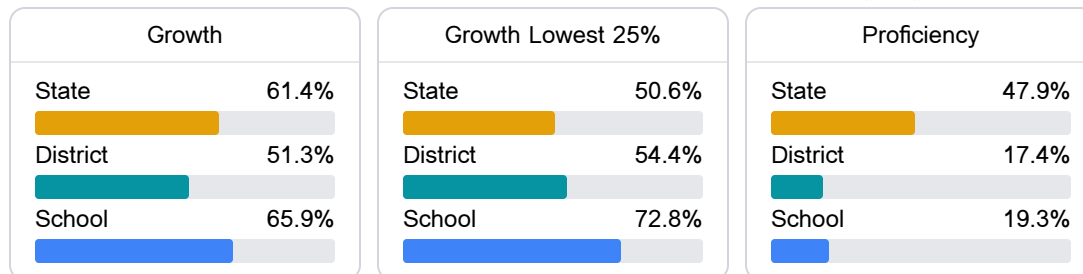 Growth
State 61.4%
District 51.3%
School 65.9%
Growth Lowest 25%
State 50.6%
District 54.4%
School 72.8%
Proficiency
State 47.9%
District 17.4%
School 19.3%